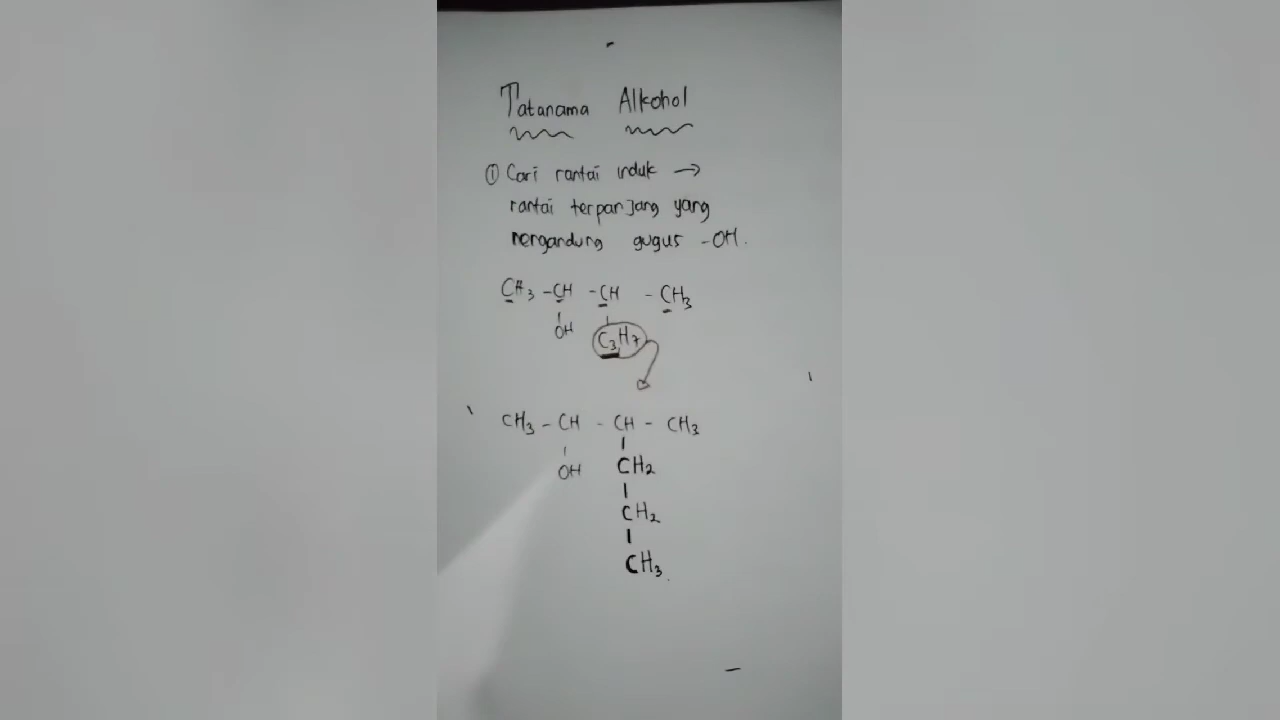 Tatanama Alkohol
① Cari rantai induk →
rantai terpanjang yang
mengandung gugus -OH.
CH3 - CH - CH - CH3
OH C3H7
CH3 - CH - CH - CH3
OH CH2
CH2
CH3